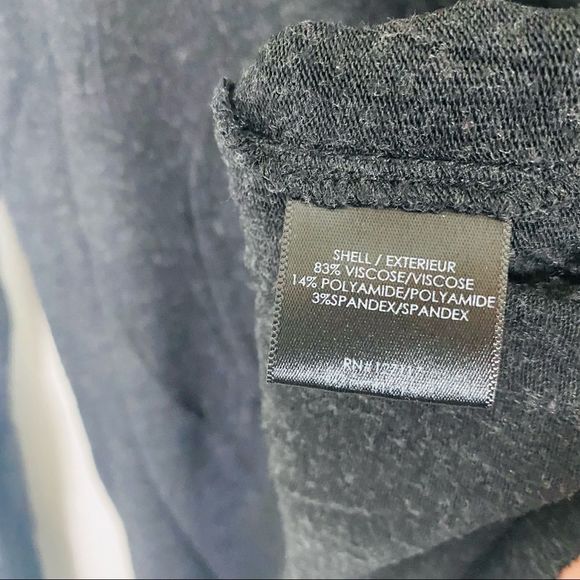 SHELL / EXTERIEUR
83% VISCOSE/VISCOSE
14% POLYAMIDE/POLYAMIDE
3%SPANDEX/SPANDEX